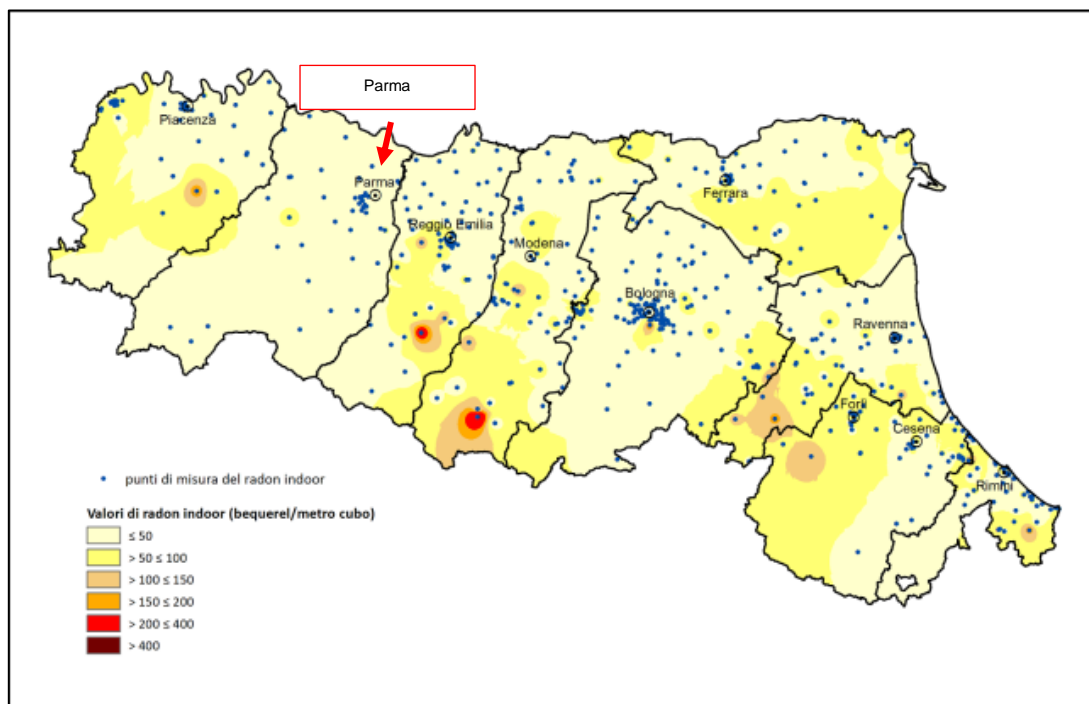 Parma
Piacenza
Parma
Ferrara
Reggio Emilia
Modena
Bologna
Ravenna
Forlì
Cesena
Rimini
punti di misura del radon indoor
Valori di radon indoor (bequerel/metro cubo)
≤ 50
> 50 ≤ 100
> 100 ≤ 150
> 150 ≤ 200
> 200 ≤ 400
> 400